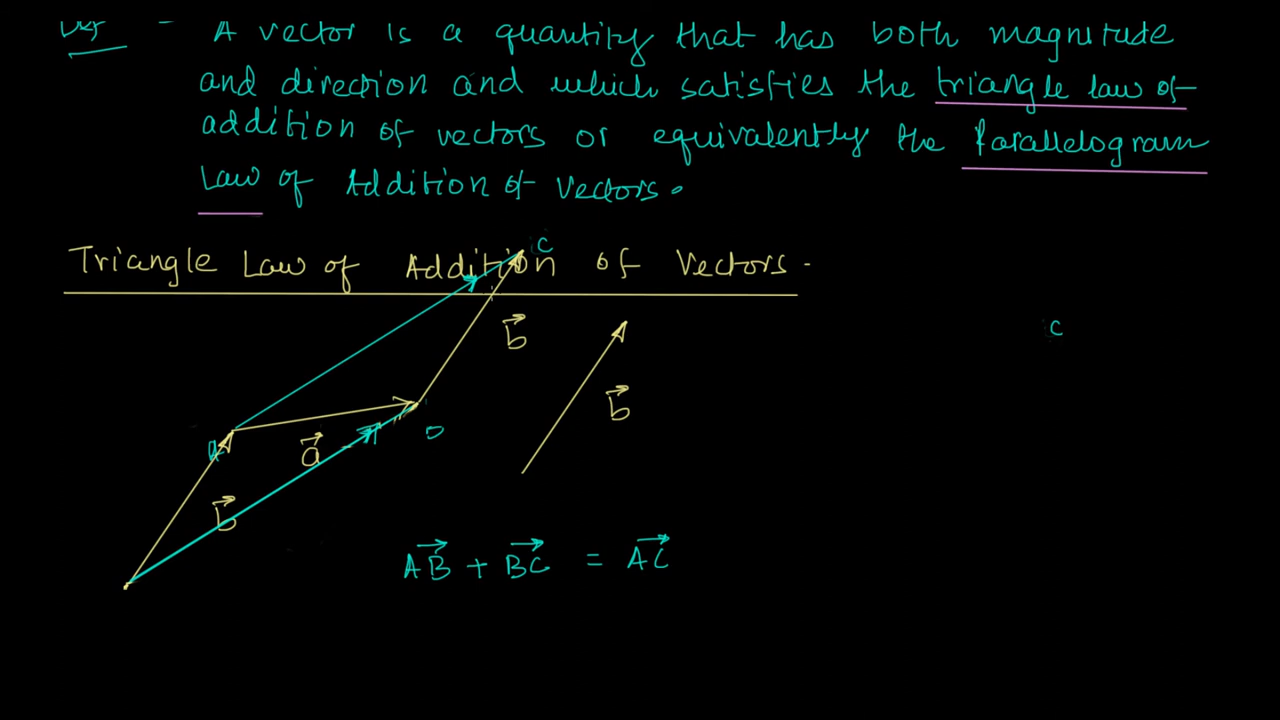 Def - A vector is a quantity that has both magnitude
and direction and which satisfies the triangle law of
addition of vectors or equivalently the Parallelogram
Law of Addition of Vectors.
Triangle Law of Addition of Vectors.
C
b
C
b
a
b
AB + BC = AC